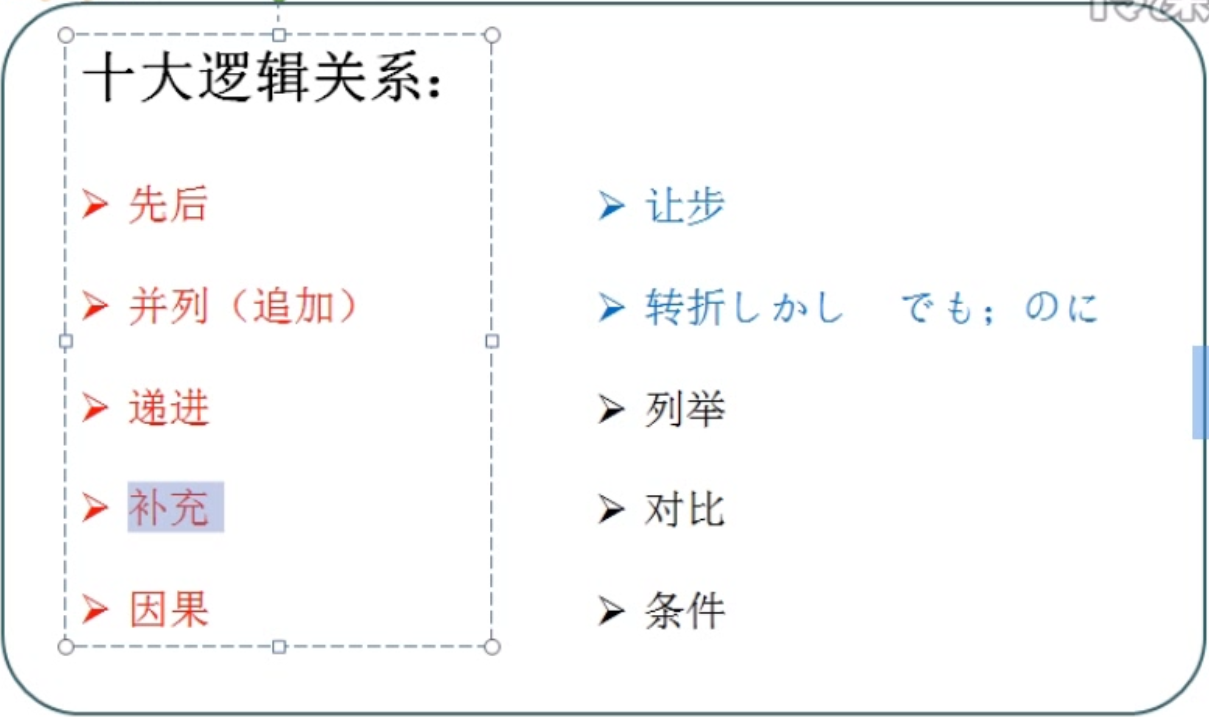 十大逻辑关系：
➢ 先后
➢ 并列（追加）
➢ 递进
➢ 补充
➢ 因果
➢ 让步
➢ 转折しかし　でも；のに
➢ 列举
➢ 对比
➢ 条件